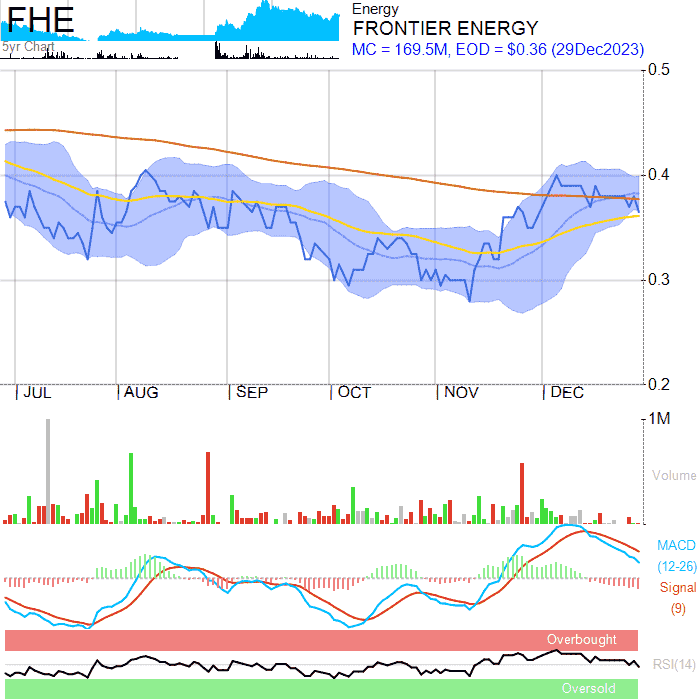 FHE
5yr Chart
Energy
FRONTIER ENERGY
MC = 169.5M, EOD = $0.36 (29Dec2023)
0.5
0.4
0.3
0.2
JUL AUG SEP OCT NOV DEC
1M
Volume
MACD
(12-26)
Signal
(9)
Overbought
RSI(14)
Oversold